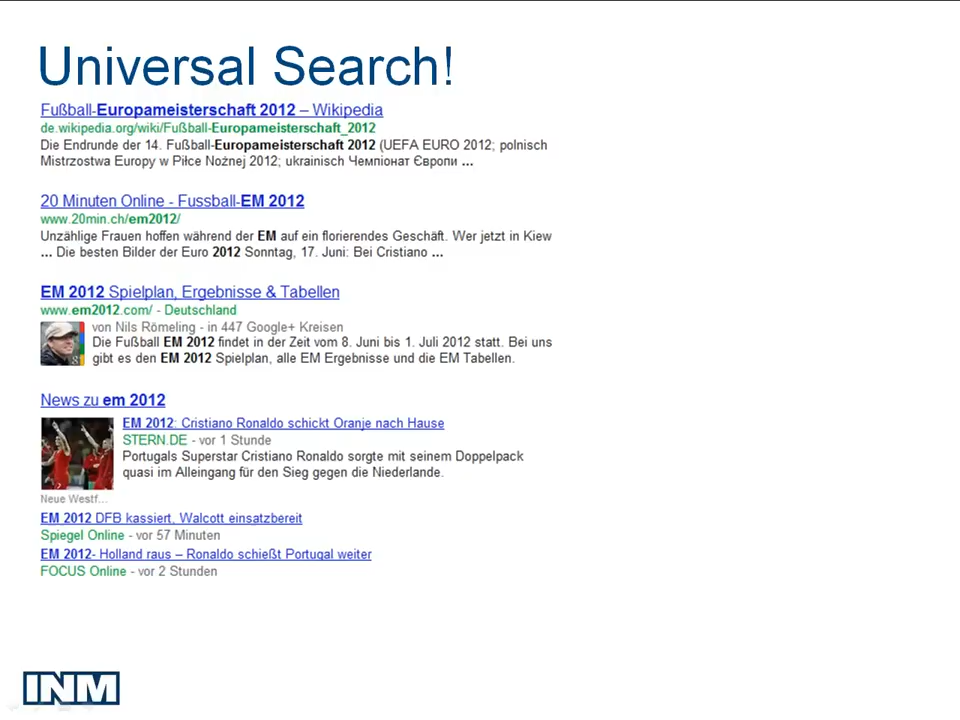 Universal Search!
Fußball-Europameisterschaft 2012 – Wikipedia
de.wikipedia.org/wiki/Fußball-Europameisterschaft_2012
Die Endrunde der 14. Fußball-Europameisterschaft 2012 (UEFA EURO 2012; polnisch
Mistrzostwa Europy w Piłce Nożnej 2012; ukrainisch Чемпіонат Європи ...
20 Minuten Online - Fussball-EM 2012
www.20min.ch/em2012/
Unzählige Frauen hoffen während der EM auf ein florierendes Geschäft. Wer jetzt in Kiew
... Die besten Bilder der Euro 2012 Sonntag, 17. Juni: Bei Cristiano ...
EM 2012 Spielplan, Ergebnisse & Tabellen
www.em2012.com/ - Deutschland
von Nils Römeling - in 447 Google+ Kreisen
Die Fußball EM 2012 findet in der Zeit vom 8. Juni bis 1. Juli 2012 statt. Bei uns
gibt es den EM 2012 Spielplan, alle EM Ergebnisse und die EM Tabellen.
News zu em 2012
EM 2012: Cristiano Ronaldo schickt Oranje nach Hause
STERN.DE - vor 1 Stunde
Portugals Superstar Cristiano Ronaldo sorgte mit seinem Doppelpack
quasi im Alleingang für den Sieg gegen die Niederlande.
Neue Westf...
EM 2012 DFB kassiert, Walcott einsatzbereit
Spiegel Online - vor 57 Minuten
EM 2012- Holland raus – Ronaldo schießt Portugal weiter
FOCUS Online - vor 2 Stunden
INM